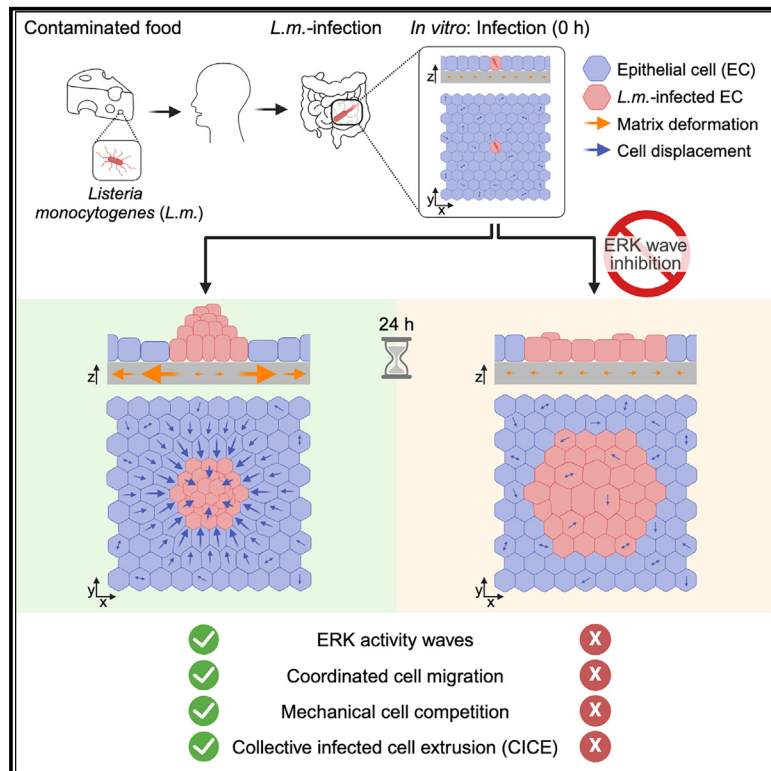 Contaminated food
L.m.-infection
In vitro: Infection (0 h)
z
y
x
Epithelial cell (EC)
L.m.-infected EC
Matrix deformation
Cell displacement
Listeria
monocytogenes (L.m.)
ERK wave
inhibition
24 h
z
z
y
x
y
x
ERK activity waves
X
Coordinated cell migration
X
Mechanical cell competition
X
Collective infected cell extrusion (CICE)
X